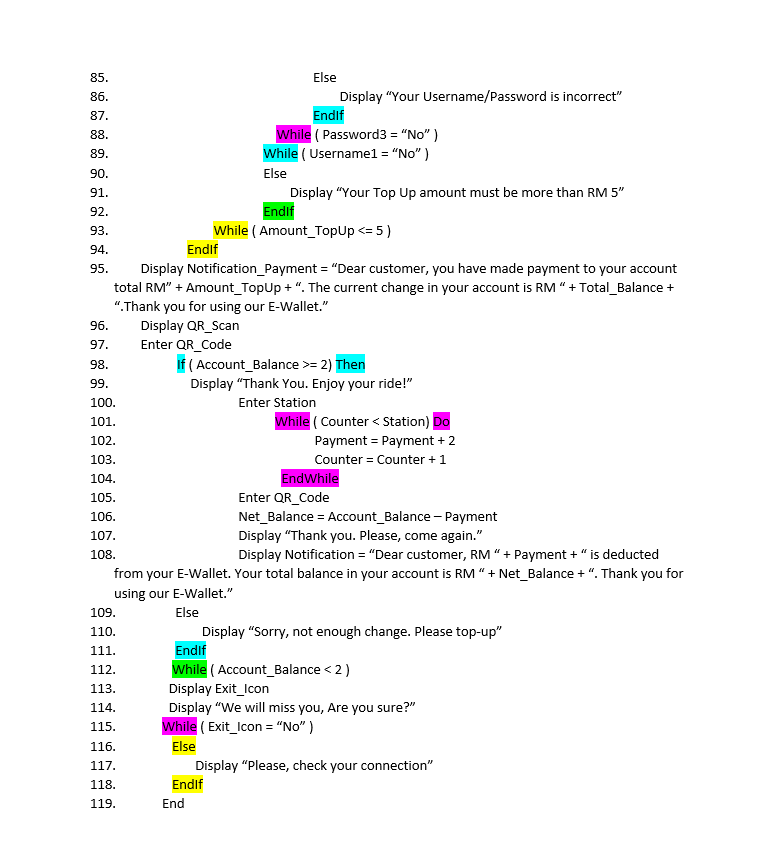 85. Else
86. Display “Your Username/Password is incorrect”
87. EndIf
88. While ( Password3 = “No” )
89. While ( Username1 = “No” )
90. Else
91. Display “Your Top Up amount must be more than RM 5”
92. EndIf
93. While ( Amount_TopUp <= 5 )
94. EndIf
95. Display Notification_Payment = “Dear customer, you have made payment to your account
total RM” + Amount_TopUp + “. The current change in your account is RM “ + Total_Balance +
“.Thank you for using our E-Wallet.”
96. Display QR_Scan
97. Enter QR_Code
98. If ( Account_Balance >= 2) Then
99. Display “Thank You. Enjoy your ride!”
100. Enter Station
101. While ( Counter < Station) Do
102. Payment = Payment + 2
103. Counter = Counter + 1
104. EndWhile
105. Enter QR_Code
106. Net_Balance = Account_Balance – Payment
107. Display “Thank you. Please, come again.”
108. Display Notification = “Dear customer, RM “ + Payment + “ is deducted
from your E-Wallet. Your total balance in your account is RM “ + Net_Balance + “. Thank you for
using our E-Wallet.”
109. Else
110. Display “Sorry, not enough change. Please top-up”
111. EndIf
112. While ( Account_Balance < 2 )
113. Display Exit_Icon
114. Display “We will miss you, Are you sure?”
115. While ( Exit_Icon = “No” )
116. Else
117. Display “Please, check your connection”
118. EndIf
119. End